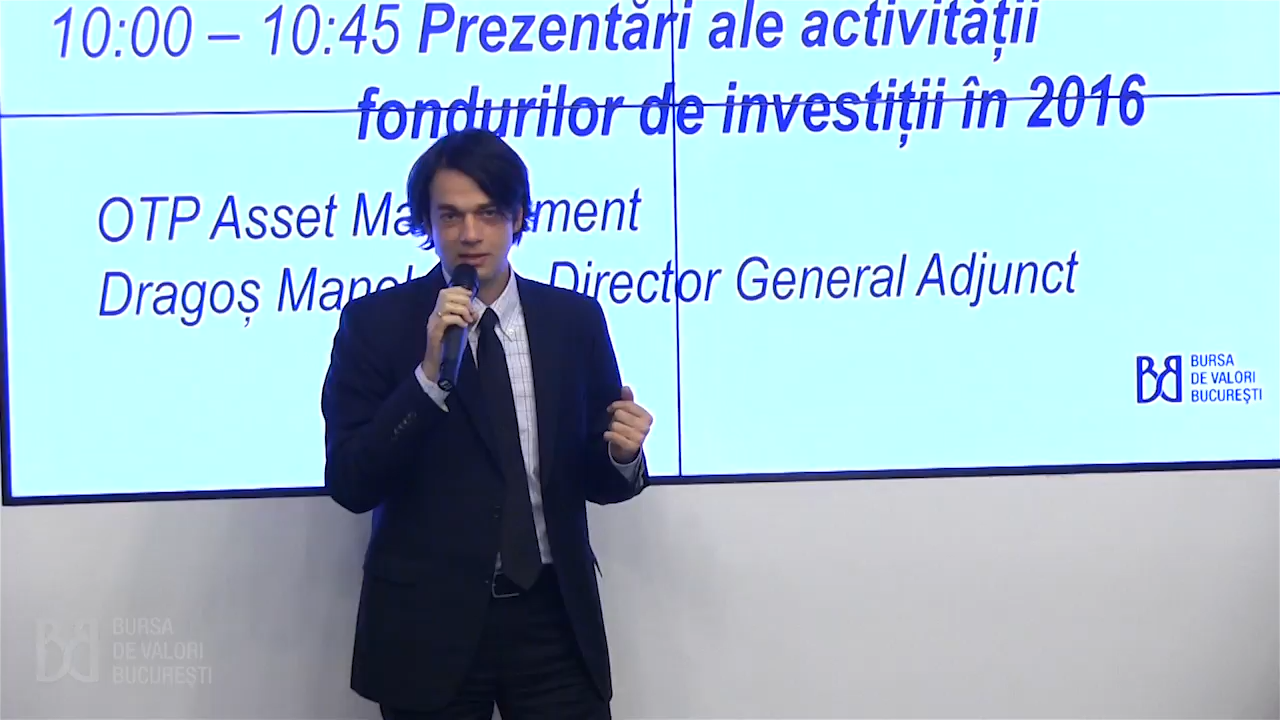 10:00 – 10:45 Prezentări ale activității
fondurilor de investiții în 2016
OTP Asset
Dragoș Director General Adjunct
BURSA
DE VALORI
BUCUREȘTI
BURSA
DE VALORI
BUCUREȘTI